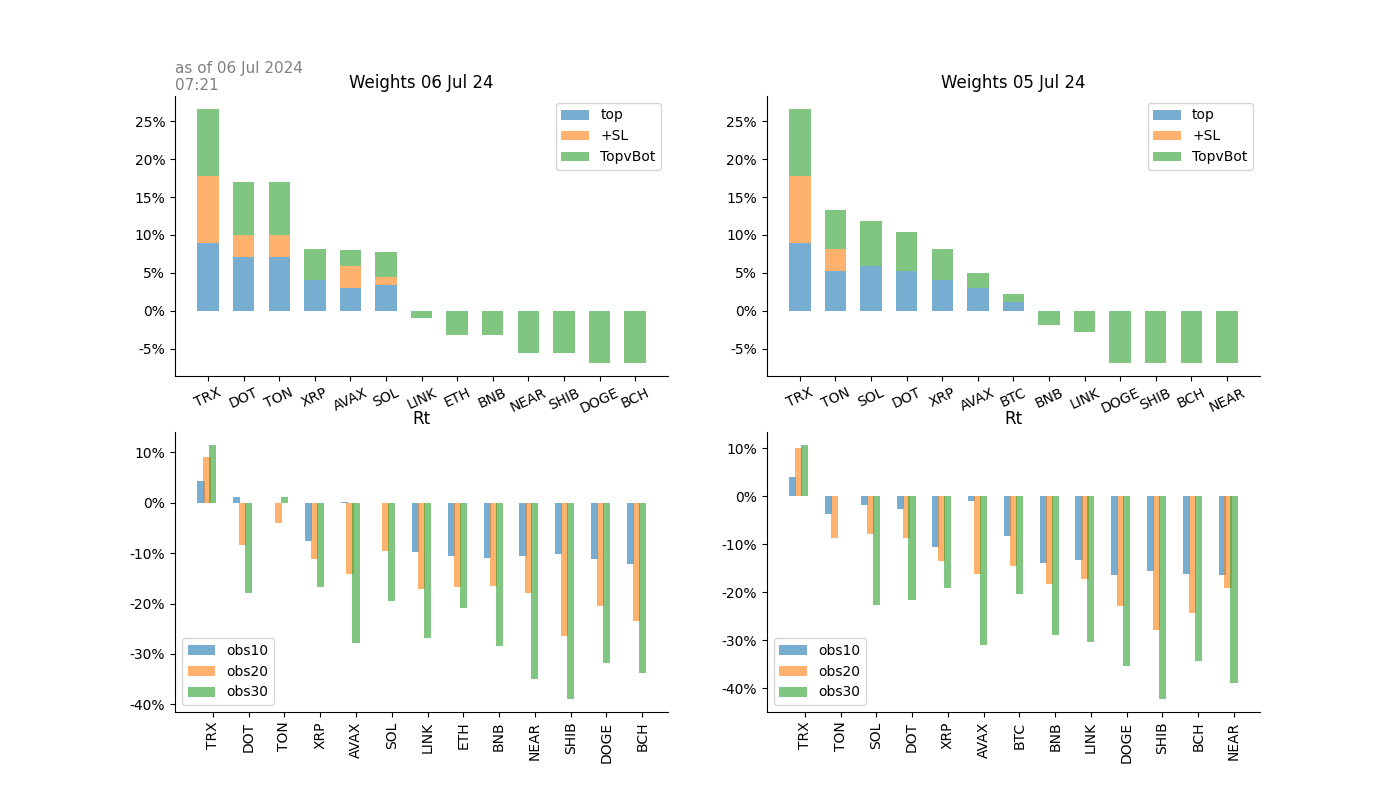 as of 06 Jul 2024
07:21
Weights 06 Jul 24
25%
20%
15%
10%
5%
0%
-5%
top
+SL
TopvBot
TRX DOT TON XRP AVAX SOL LINK ETH BNB NEAR SHIB DOGE BCH
Weights 05 Jul 24
25%
20%
15%
10%
5%
0%
-5%
top
+SL
TopvBot
TRX TON SOL DOT XRP AVAX BTC BNB LINK DOGE SHIB BCH NEAR
Rt
10%
0%
-10%
-20%
-30%
-40%
obs10
obs20
obs30
TRX DOT TON XRP AVAX SOL LINK ETH BNB NEAR SHIB DOGE BCH
Rt
10%
0%
-10%
-20%
-30%
-40%
obs10
obs20
obs30
TRX TON SOL DOT XRP AVAX BTC BNB LINK DOGE SHIB BCH NEAR